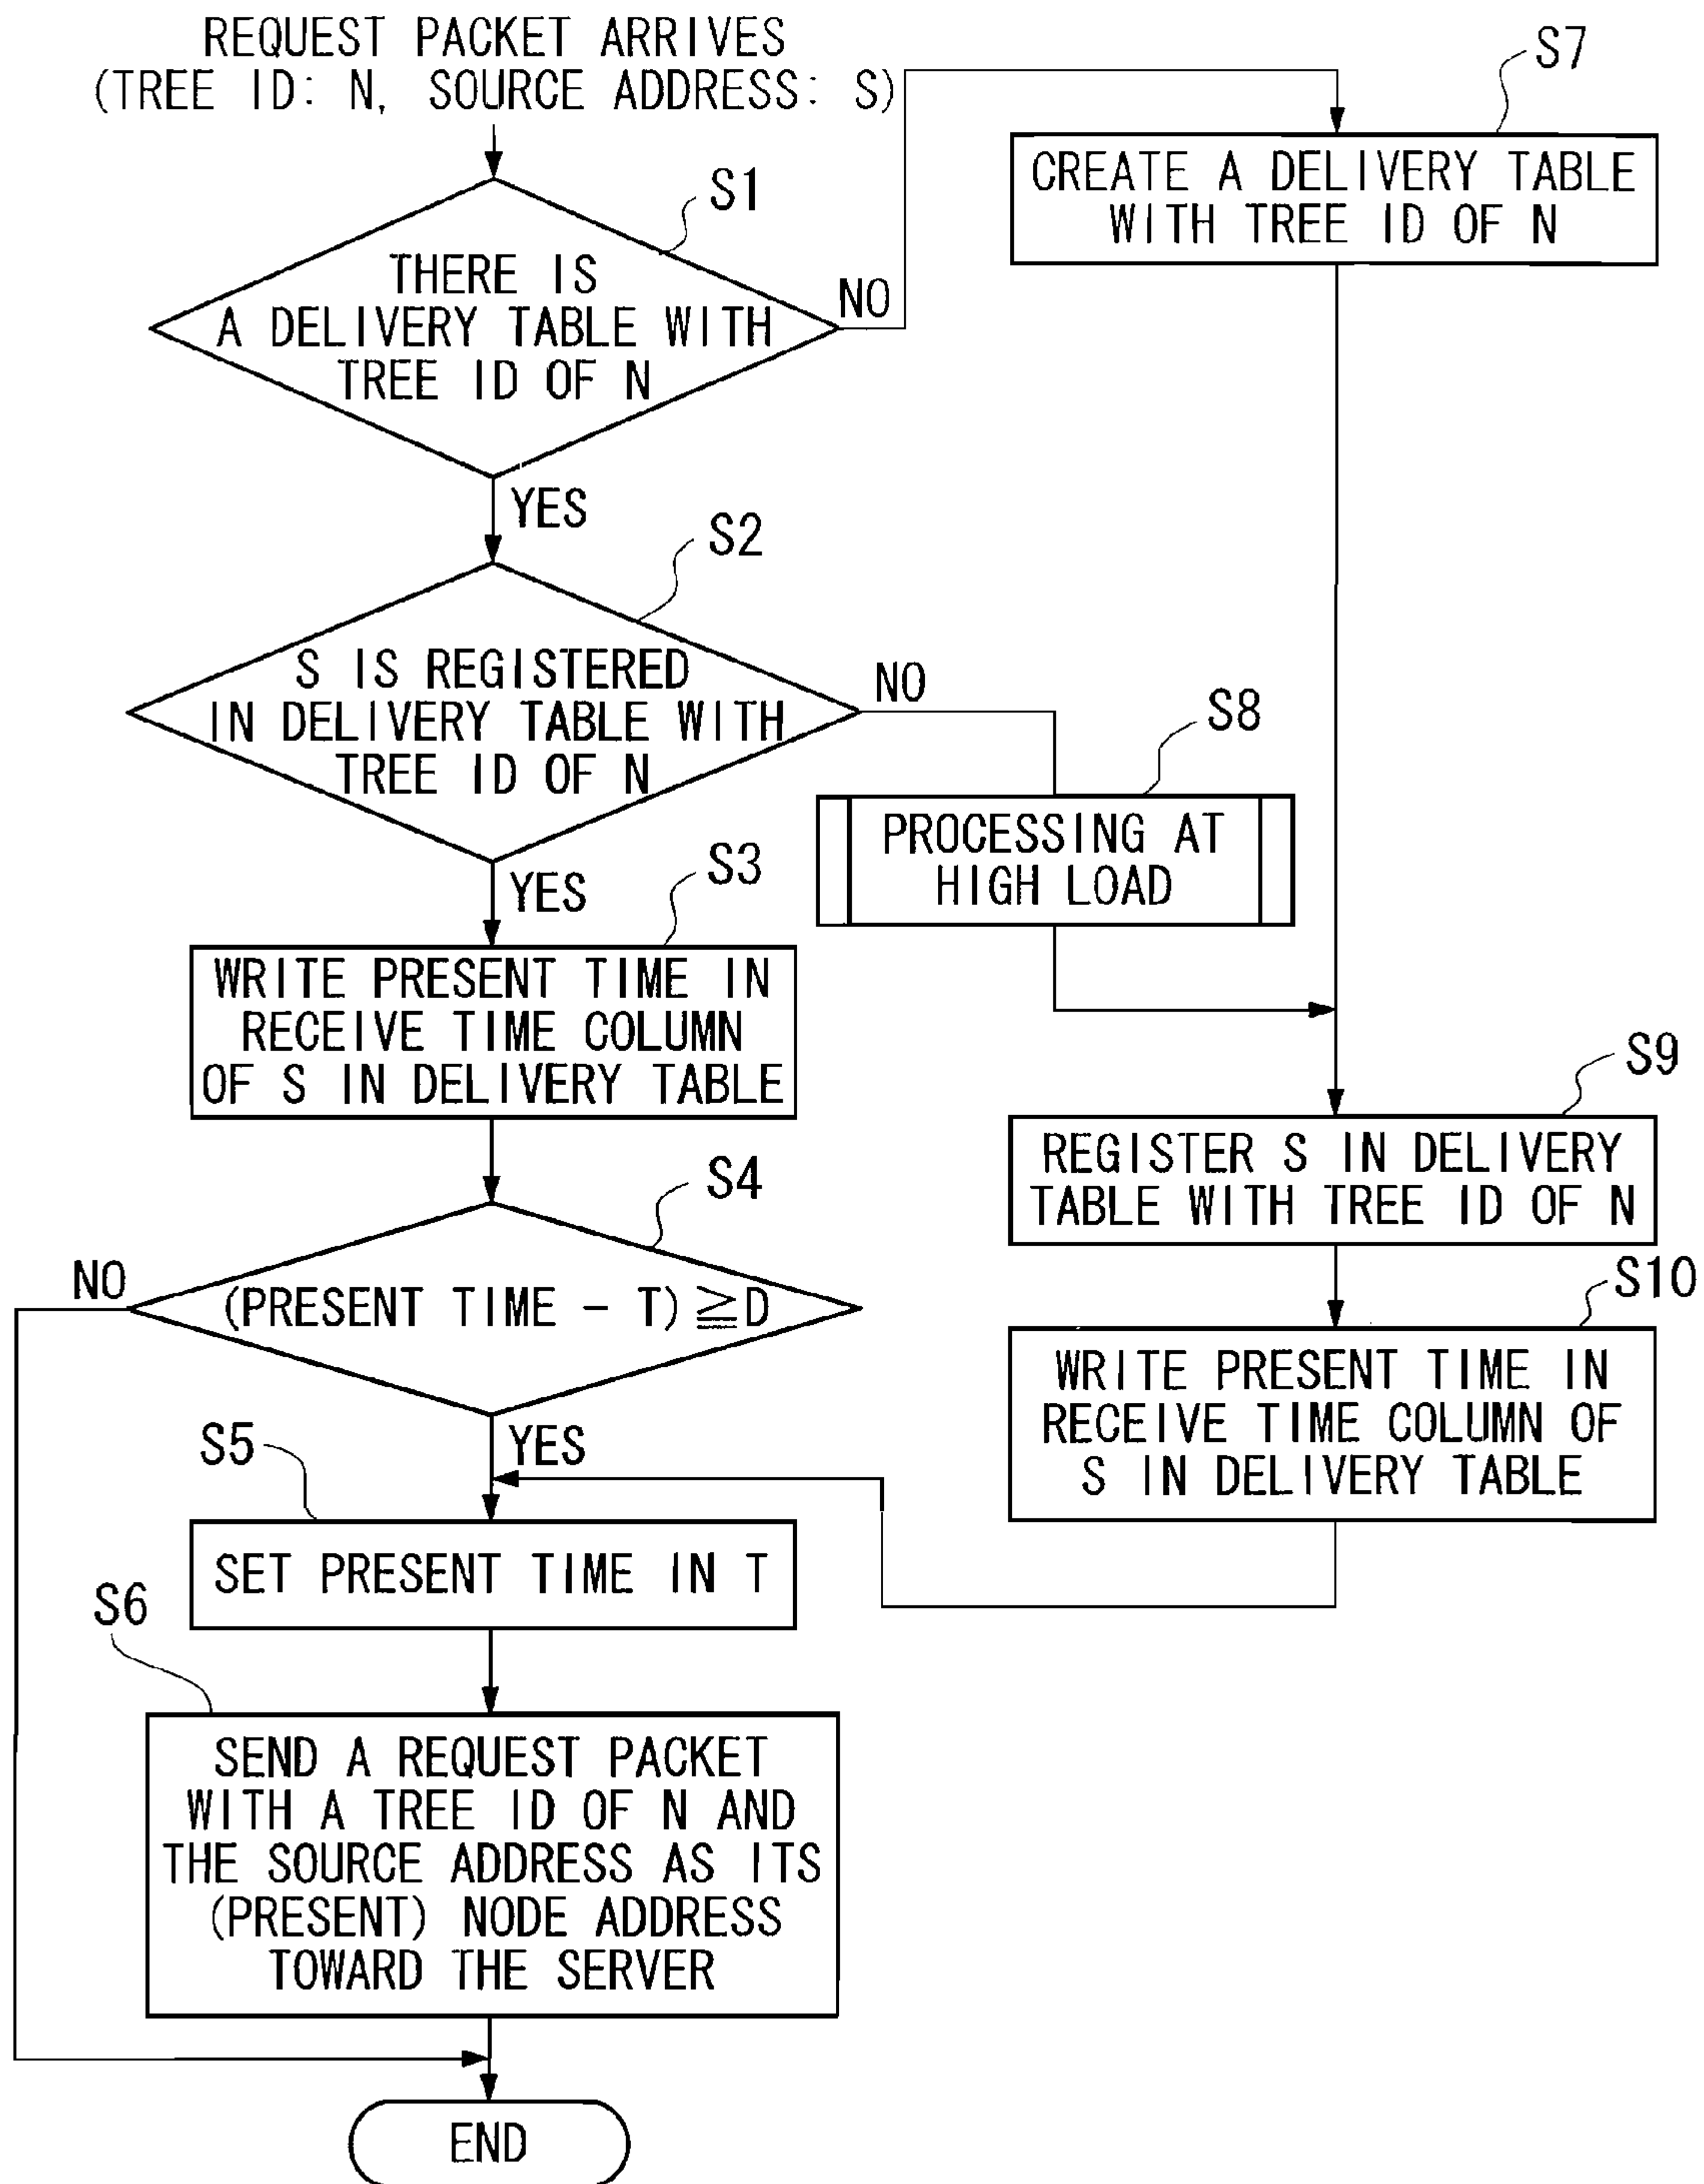 REQUEST PACKET ARRIVES
(TREE ID: N, SOURCE ADDRESS: S)
S1
THERE IS
A DELIVERY TABLE WITH
TREE ID OF N
NO
YES
S7
CREATE A DELIVERY TABLE
WITH TREE ID OF N
S2
S IS REGISTERED
IN DELIVERY TABLE WITH
TREE ID OF N
NO
YES
S8
PROCESSING AT
HIGH LOAD
S3
WRITE PRESENT TIME IN
RECEIVE TIME COLUMN
OF S IN DELIVERY TABLE
S9
REGISTER S IN DELIVERY
TABLE WITH TREE ID OF N
S4
NO
(PRESENT TIME - T) ≧D
YES
S10
WRITE PRESENT TIME IN
RECEIVE TIME COLUMN OF
S IN DELIVERY TABLE
S5
SET PRESENT TIME IN T
S6
SEND A REQUEST PACKET
WITH A TREE ID OF N AND
THE SOURCE ADDRESS AS ITS
(PRESENT) NODE ADDRESS
TOWARD THE SERVER
END